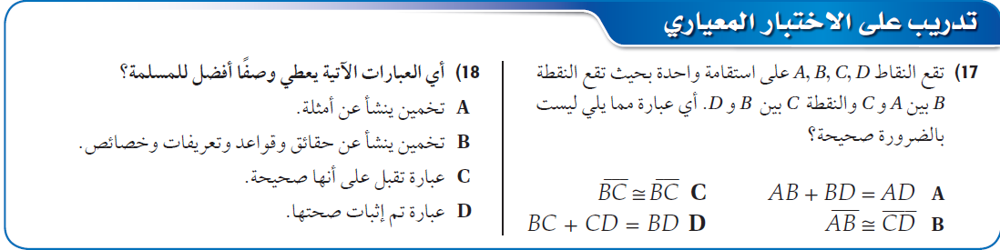 تدريب على الاختبار المعياري
17) تقع النقاط A, B, C, D على استقامة واحدة بحيث تقع النقطة
B بين A و C والنقطة C بين B و D. أي عبارة مما يلي ليست
بالضرورة صحيحة؟
A AB + BD = AD
B \overline{AB} ≅ \overline{CD}
C \overline{BC} ≅ \overline{BC}
D BC + CD = BD
18) أي العبارات الآتية يعطي وصفًا أفضل للمسلمة؟
A تخمين ينشأ عن أمثلة.
B تخمين ينشأ عن حقائق وقواعد وتعريفات وخصائص.
C عبارة تقبل على أنها صحيحة.
D عبارة تم إثبات صحتها.